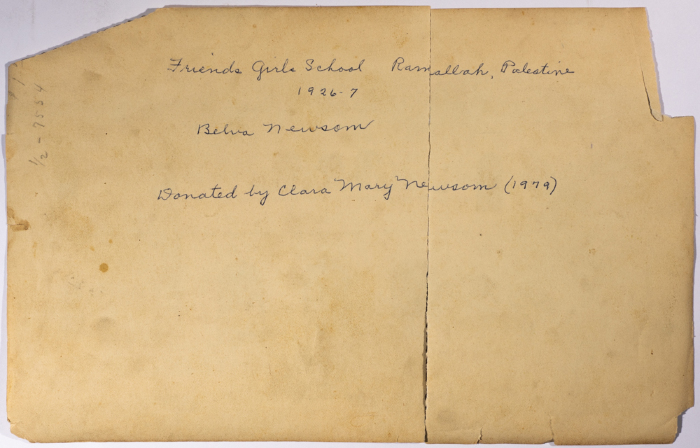 Friends Girls School Ramallah, Palestine
1926-7
Belva Newsom
Donated by Clara Mary Newsom (1979)